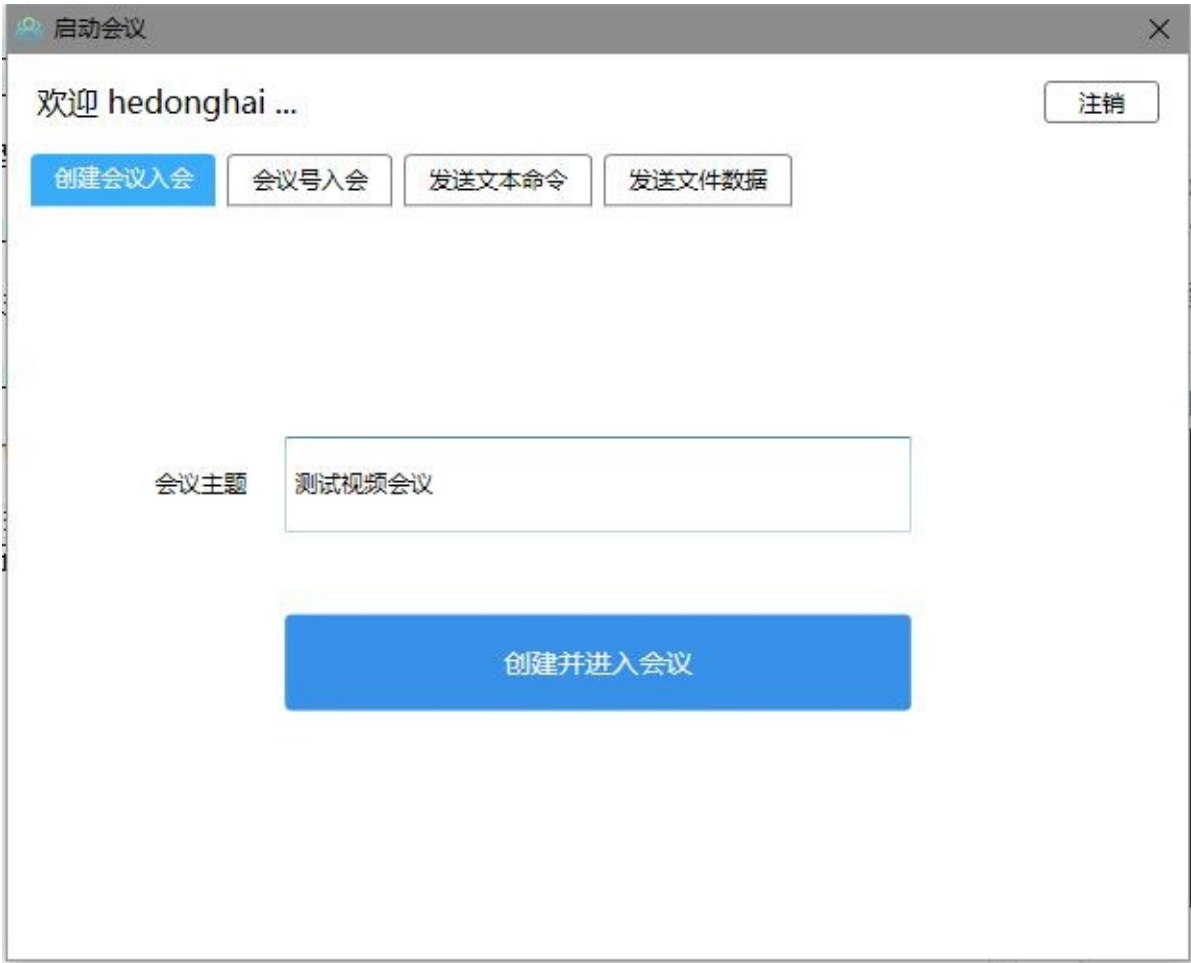 启动会议
欢迎 hedonghai ...
注销
创建会议入会 会议号入会 发送文本命令 发送文件数据
会议主题 测试视频会议
创建并进入会议